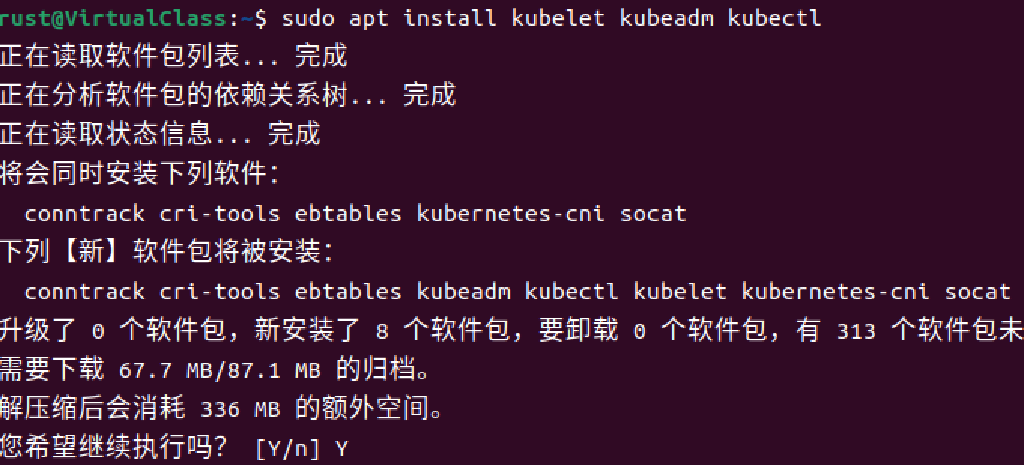 rust@VirtualClass:~$ sudo apt install kubelet kubeadm kubectl
正在读取软件包列表... 完成
正在分析软件包的依赖关系树... 完成
正在读取状态信息... 完成
将会同时安装下列软件：
conntrack cri-tools ebtables kubernetes-cni socat
下列【新】软件包将被安装：
conntrack cri-tools ebtables kubeadm kubectl kubelet kubernetes-cni socat
升级了 0 个软件包，新安装了 8 个软件包，要卸载 0 个软件包，有 313 个软件包未
需要下载 67.7 MB/87.1 MB 的归档。
解压缩后会消耗 336 MB 的额外空间。
您希望继续执行吗？ [Y/n] Y